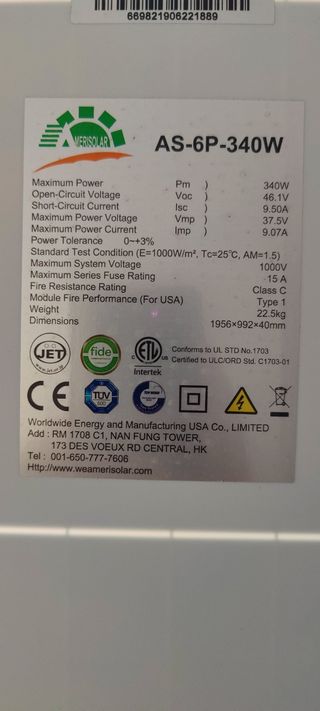 669821906221889
AMERISOLAR
AS-6P-340W
Maximum Power Pm ) 340W
Open-Circuit Voltage Voc ) 46.1V
Short-Circuit Current Isc ) 9.50A
Maximum Power Voltage Vmp ) 37.5V
Maximum Power Current Imp ) 9.07A
Power Tolerance 0~+3%
Standard Test Condition (E=1000W/m², Tc=25°C, AM=1.5)
Maximum System Voltage 1000V
Maximum Series Fuse Rating 15 A
Fire Resistance Rating Class C
Module Fire Performance (For USA) Type 1
Weight 22.5kg
Dimensions 1956×992×40mm
JET
www.jet.or.jp
fide
ETL
Intertek
Conforms to UL STD No.1703
Certified to ULC/ORD Std. C1703-01
CE
TÜV
Worldwide Energy and Manufacturing USA Co., LIMITED
Add : RM 1708 C1, NAN FUNG TOWER,
173 DES VOEUX RD CENTRAL, HK
Tel : 001-650-777-7606
Http://www.weamerisolar.com